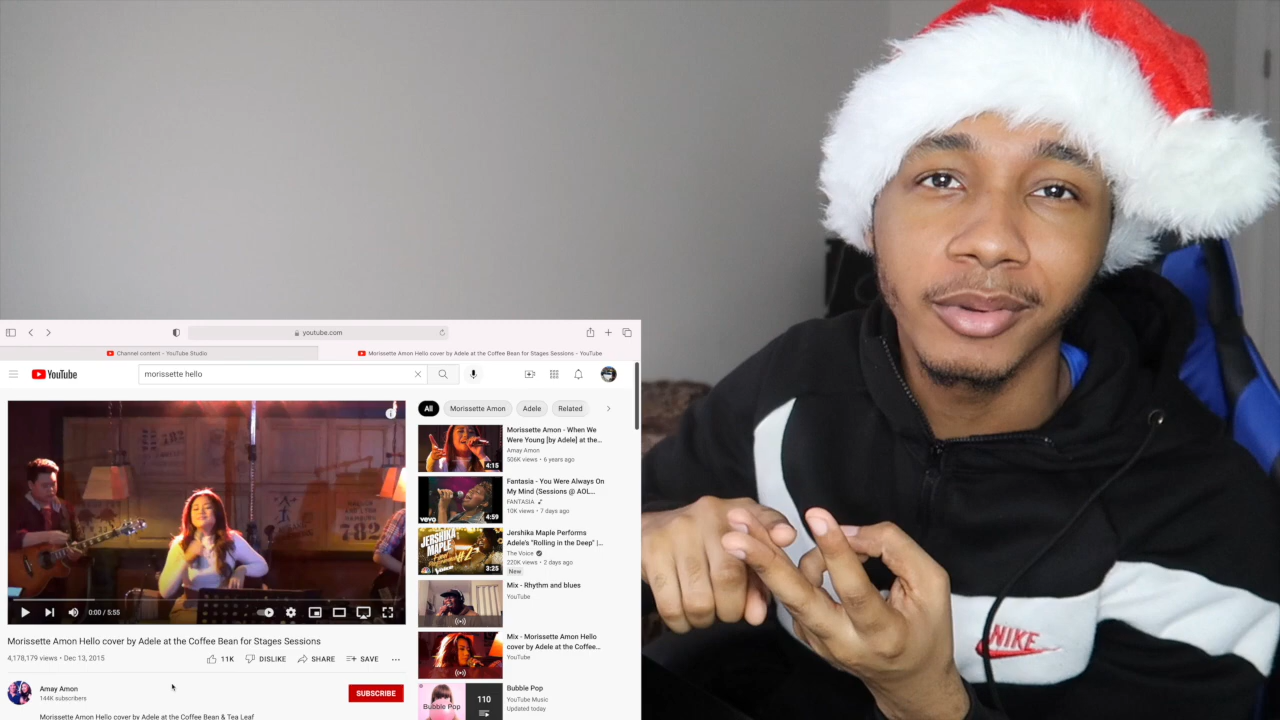 youtube.com
Channel content - YouTube Studio
Morissette Amon Hello cover by Adele at the Coffee Bean for Stages Sessions - YouTube
YouTube
morissette hello
All
Morissette Amon
Adele
Related
Morissette Amon - When We
Were Young [by Adele] at the...
Amay Amon
506K views • 6 years ago
4:15
Fantasia - You Were Always On
My Mind (Sessions @ AOL...
FANTASIA
10K views • 7 days ago
vevo
4:59
JERSHIKA
MAPLE
#2
3:25
Jershika Maple Performs
Adele's "Rolling in the Deep" |...
The Voice
220K views • 2 days ago
New
Mix - Rhythm and blues
YouTube
Mix - Morissette Amon Hello
cover by Adele at the Coffee...
YouTube
Bubble Pop
110
Bubble Pop
YouTube Music
Updated today
782
0:00 / 5:55
Morissette Amon Hello cover by Adele at the Coffee Bean for Stages Sessions
4,178,179 views • Dec 13, 2015
11K
DISLIKE
SHARE
SAVE
Amay Amon
144K subscribers
SUBSCRIBE
Morissette Amon Hello cover by Adele at the Coffee Bean & Tea Leaf
NIKE